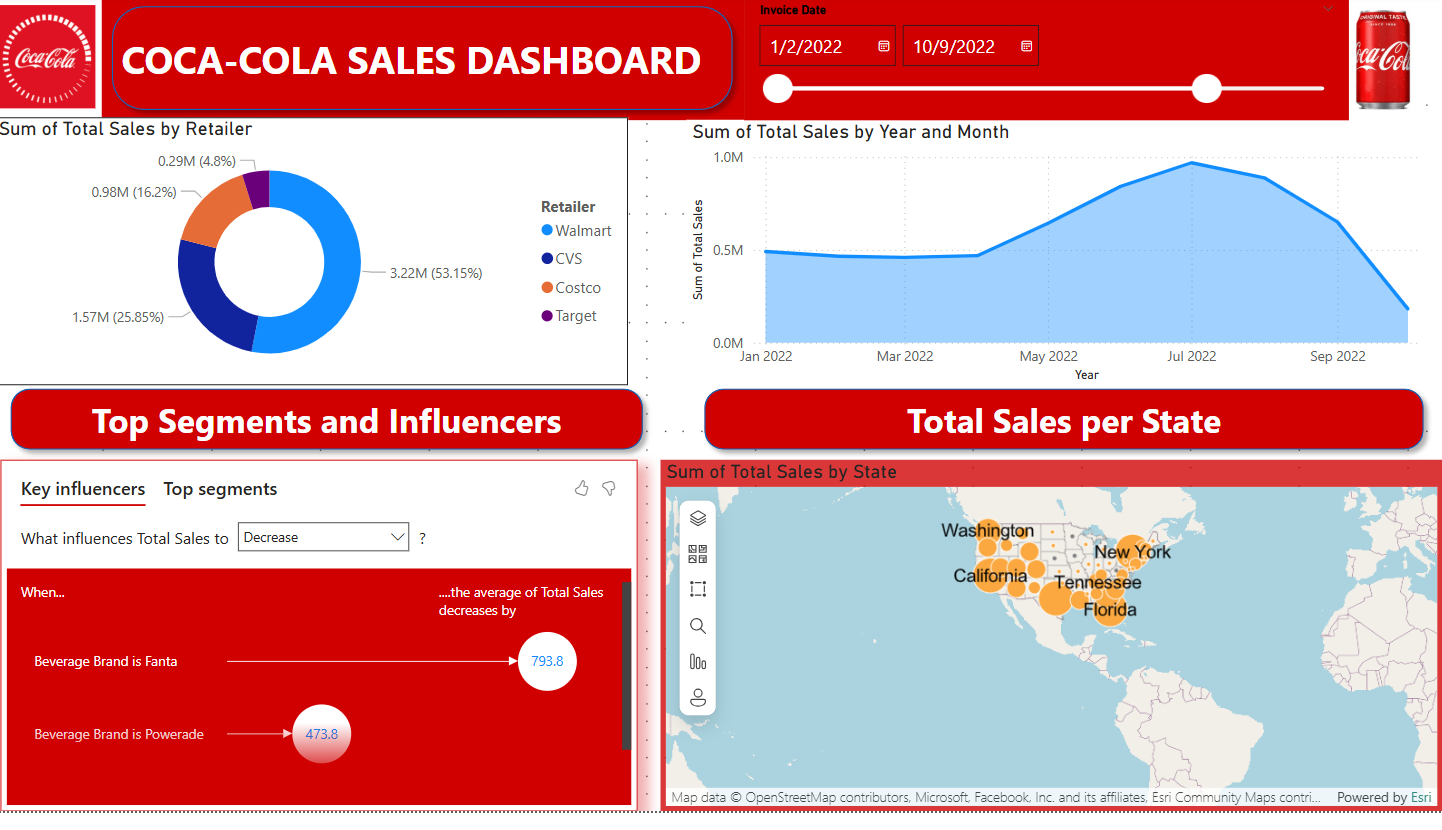 Coca-Cola
COCA-COLA SALES DASHBOARD
Invoice Date
1/2/2022
10/9/2022
ORIGINAL TASTE
Coca-Cola
Sum of Total Sales by Retailer
0.29M (4.8%)
0.98M (16.2%)
3.22M (53.15%)
1.57M (25.85%)
Retailer
Walmart
CVS
Costco
Target
Sum of Total Sales by Year and Month
Sum of Total Sales
1.0M
0.5M
0.0M
Jan 2022
Mar 2022
May 2022
Jul 2022
Sep 2022
Year
Top Segments and Influencers
Total Sales per State
Key influencers
Top segments
What influences Total Sales to
Decrease
?
When...
....the average of Total Sales
decreases by
Beverage Brand is Fanta
793.8
Beverage Brand is Powerade
473.8
Sum of Total Sales by State
Washington
New York
California
Tennessee
Florida
Map data © OpenStreetMap contributors, Microsoft, Facebook, Inc. and its affiliates, Esri Community Maps contri...
Powered by Esri